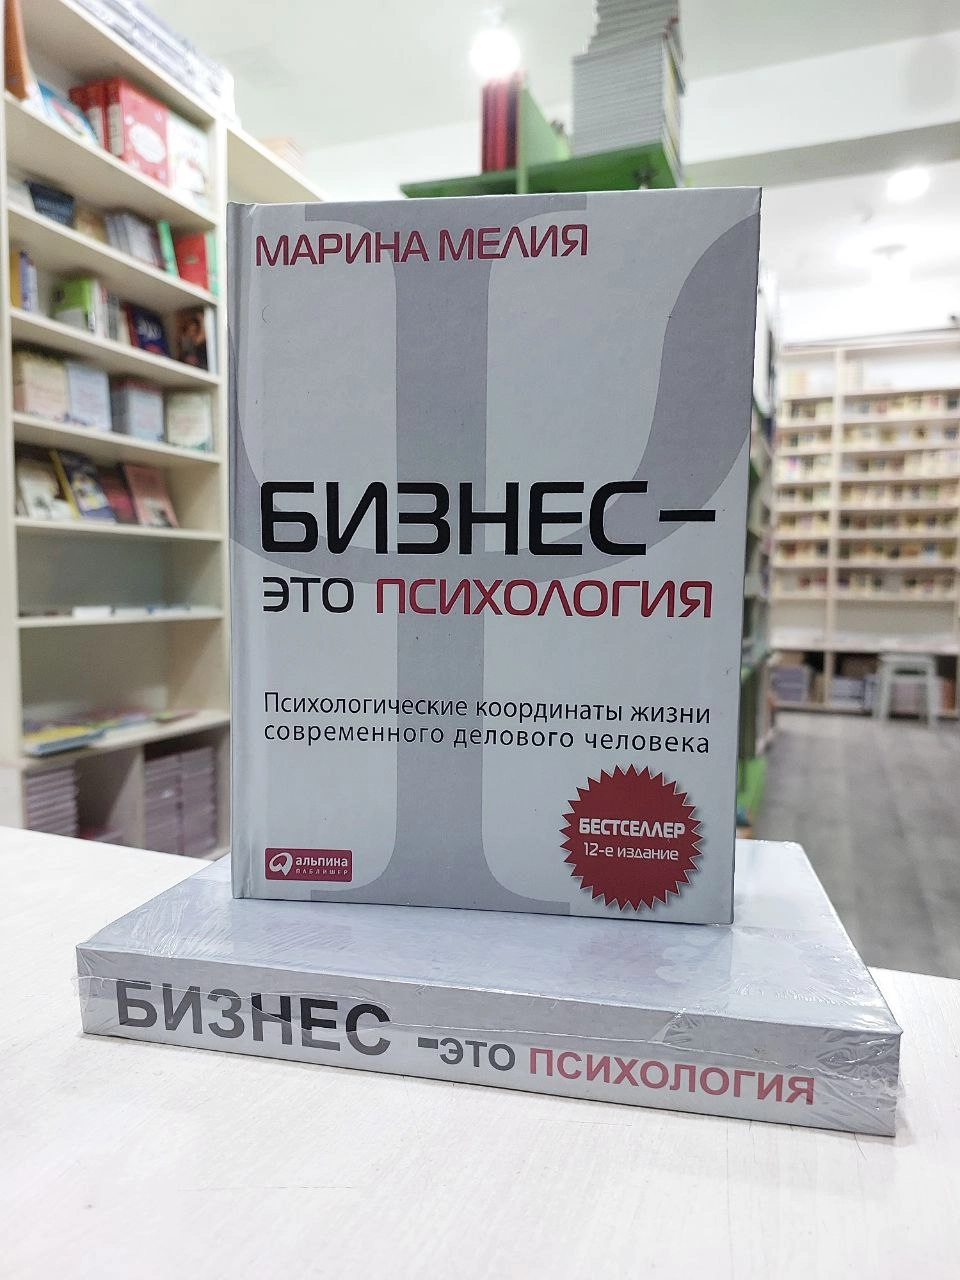 МАРИНА МЕЛИЯ
БИЗНЕС –
ЭТО ПСИХОЛОГИЯ
Психологические координаты жизни
современного делового человека
БЕСТСЕЛЛЕР
12-е издание
альпина
ПАБЛИШЕР
БИЗНЕС -ЭТО ПСИХОЛОГИЯ